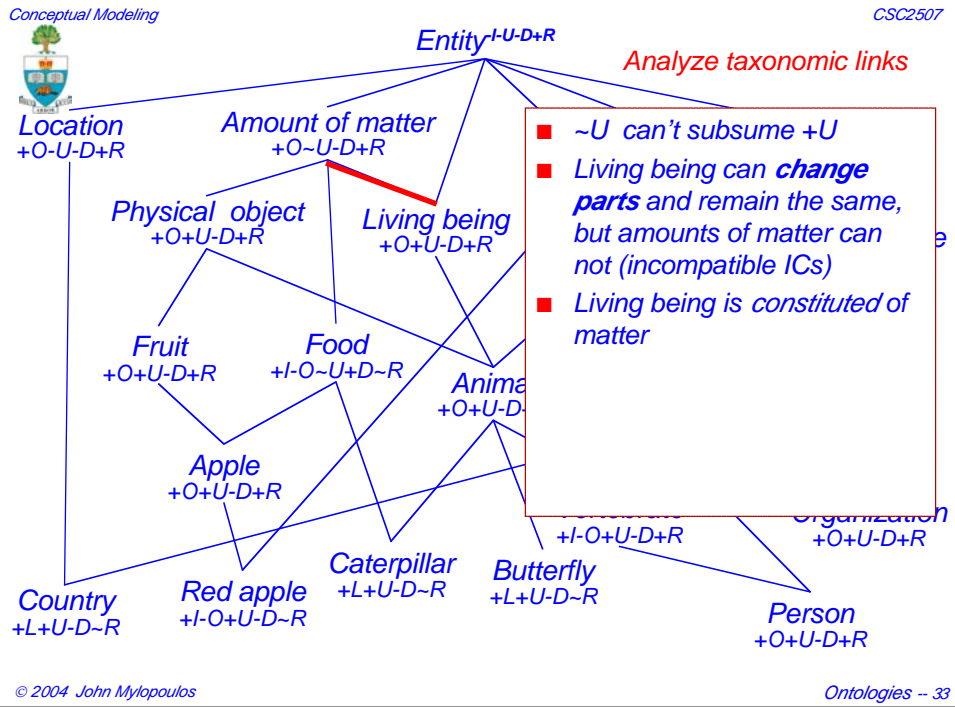 Conceptual Modeling
CSC2507
Entity-I-U-D+R
Analyze taxonomic links
Location
+O-U-D+R
Amount of matter
+O~U-D+R
■ ~U can't subsume +U
■ Living being can change
parts and remain the same,
but amounts of matter can
not (incompatible ICs)
■ Living being is constituted of
matter
Physical object
+O+U-D+R
Living being
+O+U-D+R
e
Fruit
+O+U-D+R
Food
+I-O~U+D~R
Anima
+O+U-D-
Apple
+O+U-D+R
+I-O+U-D~R
Organization
+O+U-D+R
Caterpillar
+L+U-D~R
Butterfly
+L+U-D~R
Country
+L+U-D~R
Red apple
+I-O+U-D~R
Person
+O+U-D+R
© 2004 John Mylopoulos
Ontologies -- 33